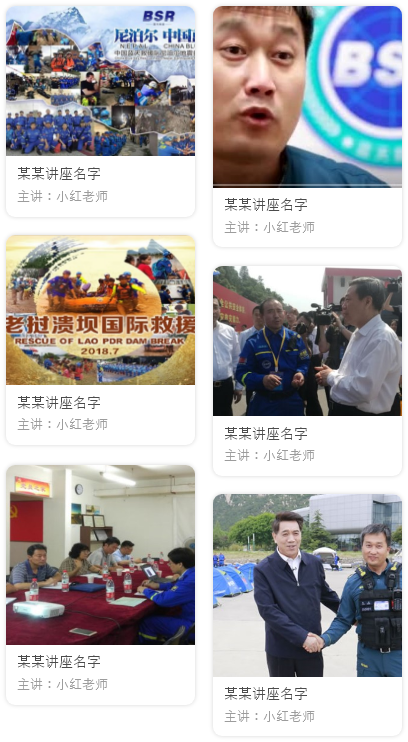 BSR
尼泊尔 中国
NEPAL CHINA BLU
某某讲座名字
主讲：小红老师
BS
某某讲座名字
主讲：小红老师
老挝溃坝国际救援
RESCUE OF LAO PDR DAM BREAK
2018.7
某某讲座名字
主讲：小红老师
某某讲座名字
主讲：小红老师
某某讲座名字
主讲：小红老师
某某讲座名字
主讲：小红老师